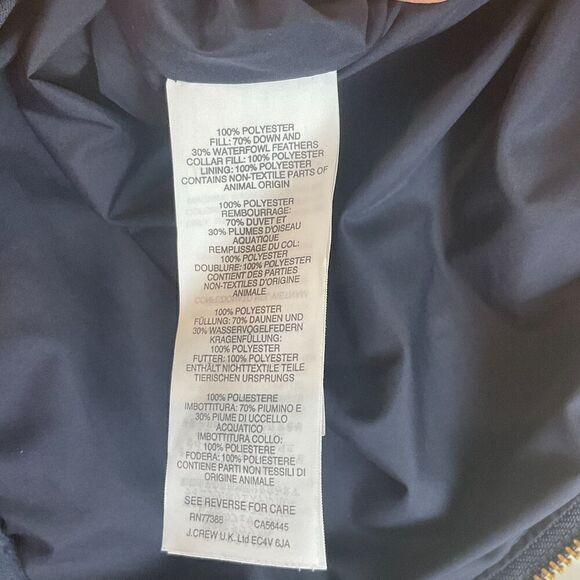 100% POLYESTER
FILL: 70% DOWN AND
30% WATERFOWL FEATHERS
COLLAR FILL: 100% POLYESTER
LINING: 100% POLYESTER
CONTAINS NON-TEXTILE PARTS OF
ANIMAL ORIGIN
100% POLYESTER
REMBOURRAGE:
70% DUVET ET
30% PLUMES D'OISEAU
AQUATIQUE
REMPLISSAGE DU COL:
100% POLYESTER
DOUBLURE: 100% POLYESTER
CONTIENT DES PARTIES
NON-TEXTILES D'ORIGINE
ANIMALE
100% POLYESTER
FÜLLUNG: 70% DAUNEN UND
30% WASSERVOGELFEDERN
KRAGENFÜLLUNG:
100% POLYESTER
FUTTER: 100% POLYESTER
ENTHÄLT NICHTTEXTILE TEILE
TIERISCHEN URSPRUNGS
100% POLIESTERE
IMBOTTITURA: 70% PIUMINO E
30% PIUME DI UCCELLO
ACQUATICO
IMBOTTITURA COLLO:
100% POLIESTERE
FODERA: 100% POLIESTERE
CONTIENE PARTI NON TESSILI DI
ORIGINE ANIMALE
SEE REVERSE FOR CARE
RN77388 CA56445
J.CREW U.K. Ltd EC4V 6JA